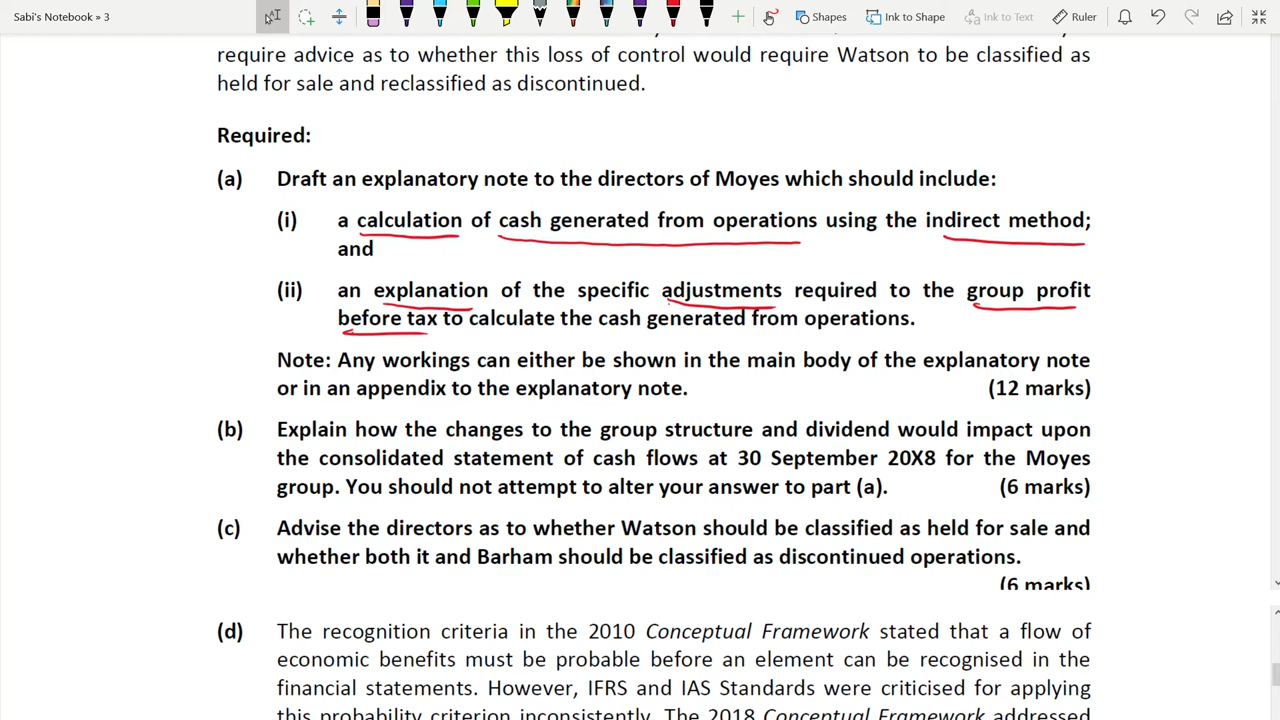 Sabi's Notebook » 3
Shapes
Ink to Shape
Ink to Text
Ruler
require advice as to whether this loss of control would require Watson to be classified as
held for sale and reclassified as discontinued.
Required:
(a) Draft an explanatory note to the directors of Moyes which should include:
(i) a calculation of cash generated from operations using the indirect method;
and
(ii) an explanation of the specific adjustments required to the group profit
before tax to calculate the cash generated from operations.
Note: Any workings can either be shown in the main body of the explanatory note
or in an appendix to the explanatory note. (12 marks)
(b) Explain how the changes to the group structure and dividend would impact upon
the consolidated statement of cash flows at 30 September 20X8 for the Moyes
group. You should not attempt to alter your answer to part (a). (6 marks)
(c) Advise the directors as to whether Watson should be classified as held for sale and
whether both it and Barham should be classified as discontinued operations.
(6 marks)
(d) The recognition criteria in the 2010 Conceptual Framework stated that a flow of
economic benefits must be probable before an element can be recognised in the
financial statements. However, IFRS and IAS Standards were criticised for applying
this probability criterion inconsistently. The 2018 Conceptual Framework addressed